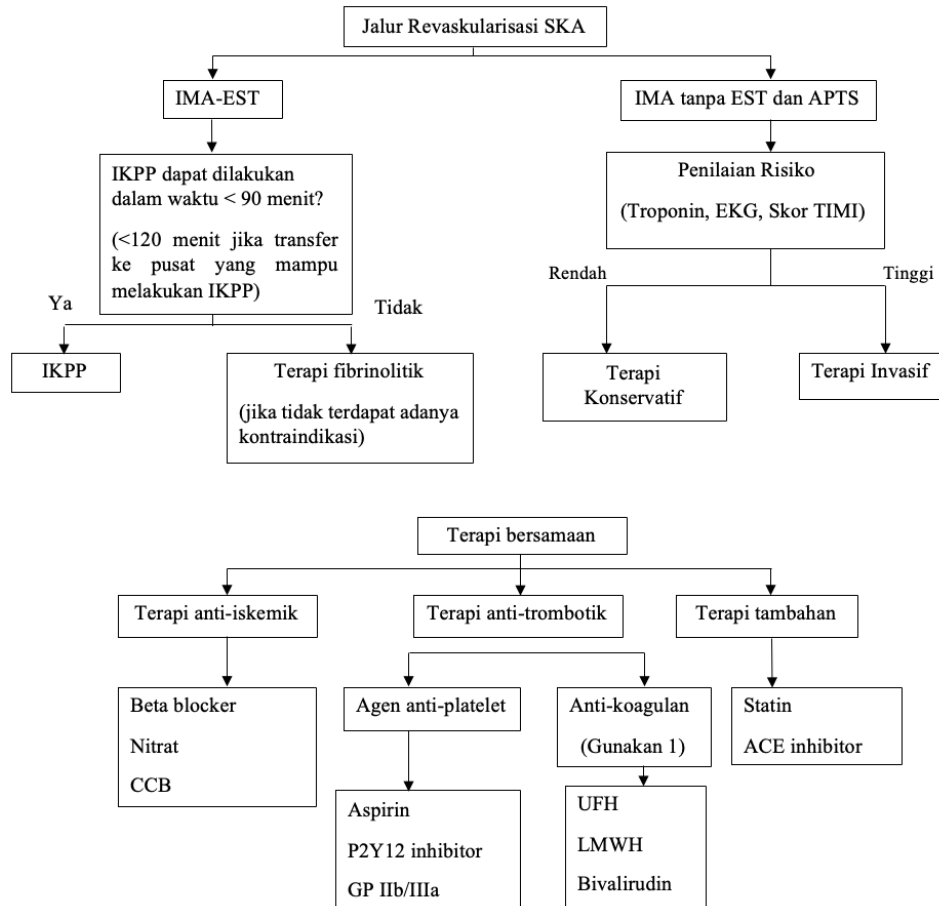 Jalur Revaskularisasi SKA
IMA-EST
IMA tanpa EST dan APTS
IKPP dapat dilakukan
dalam waktu < 90 menit?
(<120 menit jika transfer
ke pusat yang mampu
melakukan IKPP)
Penilaian Risiko
(Troponin, EKG, Skor TIMI)
Ya
Tidak
Rendah
Tinggi
IKPP
Terapi fibrinolitik
(jika tidak terdapat adanya
kontraindikasi)
Terapi
Konservatif
Terapi Invasif
Terapi bersamaan
Terapi anti-iskemik
Terapi anti-trombotik
Terapi tambahan
Beta blocker
Nitrat
CCB
Agen anti-platelet
Anti-koagulan
(Gunakan 1)
Statin
ACE inhibitor
Aspirin
P2Y12 inhibitor
GP IIb/IIIa
UFH
LMWH
Bivalirudin